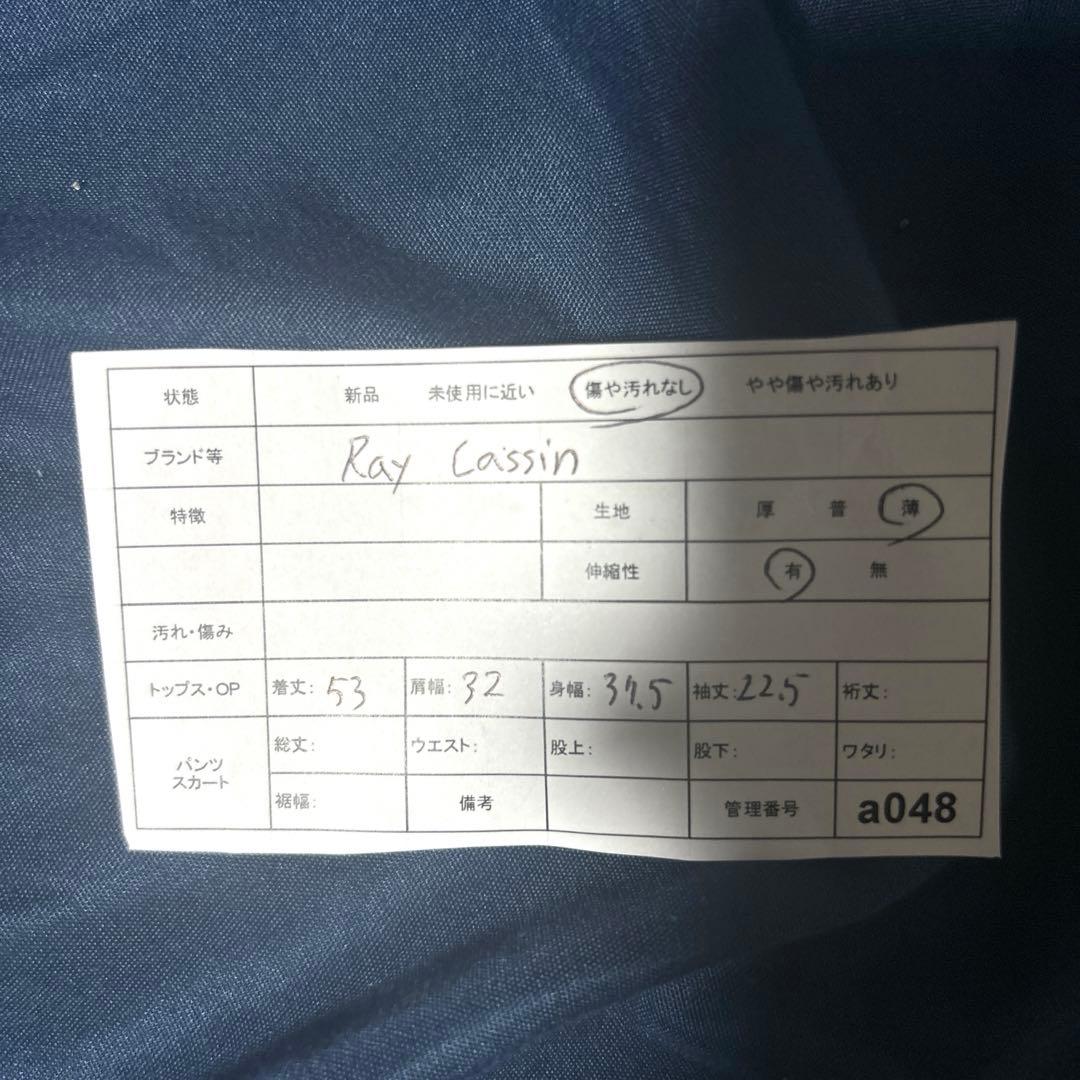 状態 新品 未使用に近い 傷や汚れなし やや傷や汚れあり
ブランド等 Ray Cassin
特徴 生地 厚 普 薄
伸縮性 有 無
汚れ・傷み
トップス・OP 着丈: 53 肩幅: 32 身幅: 37.5 袖丈: 22.5 裄丈:
パンツ スカート 総丈: ウエスト: 股上: 股下: ワタリ:
裾幅: 備考 管理番号 a048